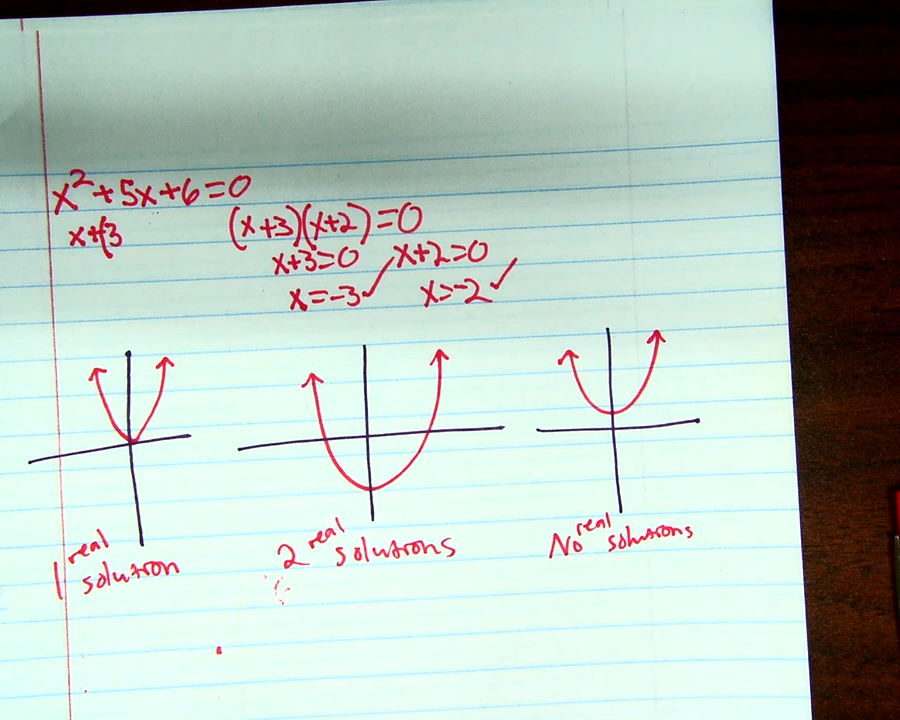 x²+5x+6=0
x+(3 (x+3)(x+2)=0
x+3=0 x+2=0
x=-3✓ x=-2✓
1 real solution
2 real solutions
No real solutions